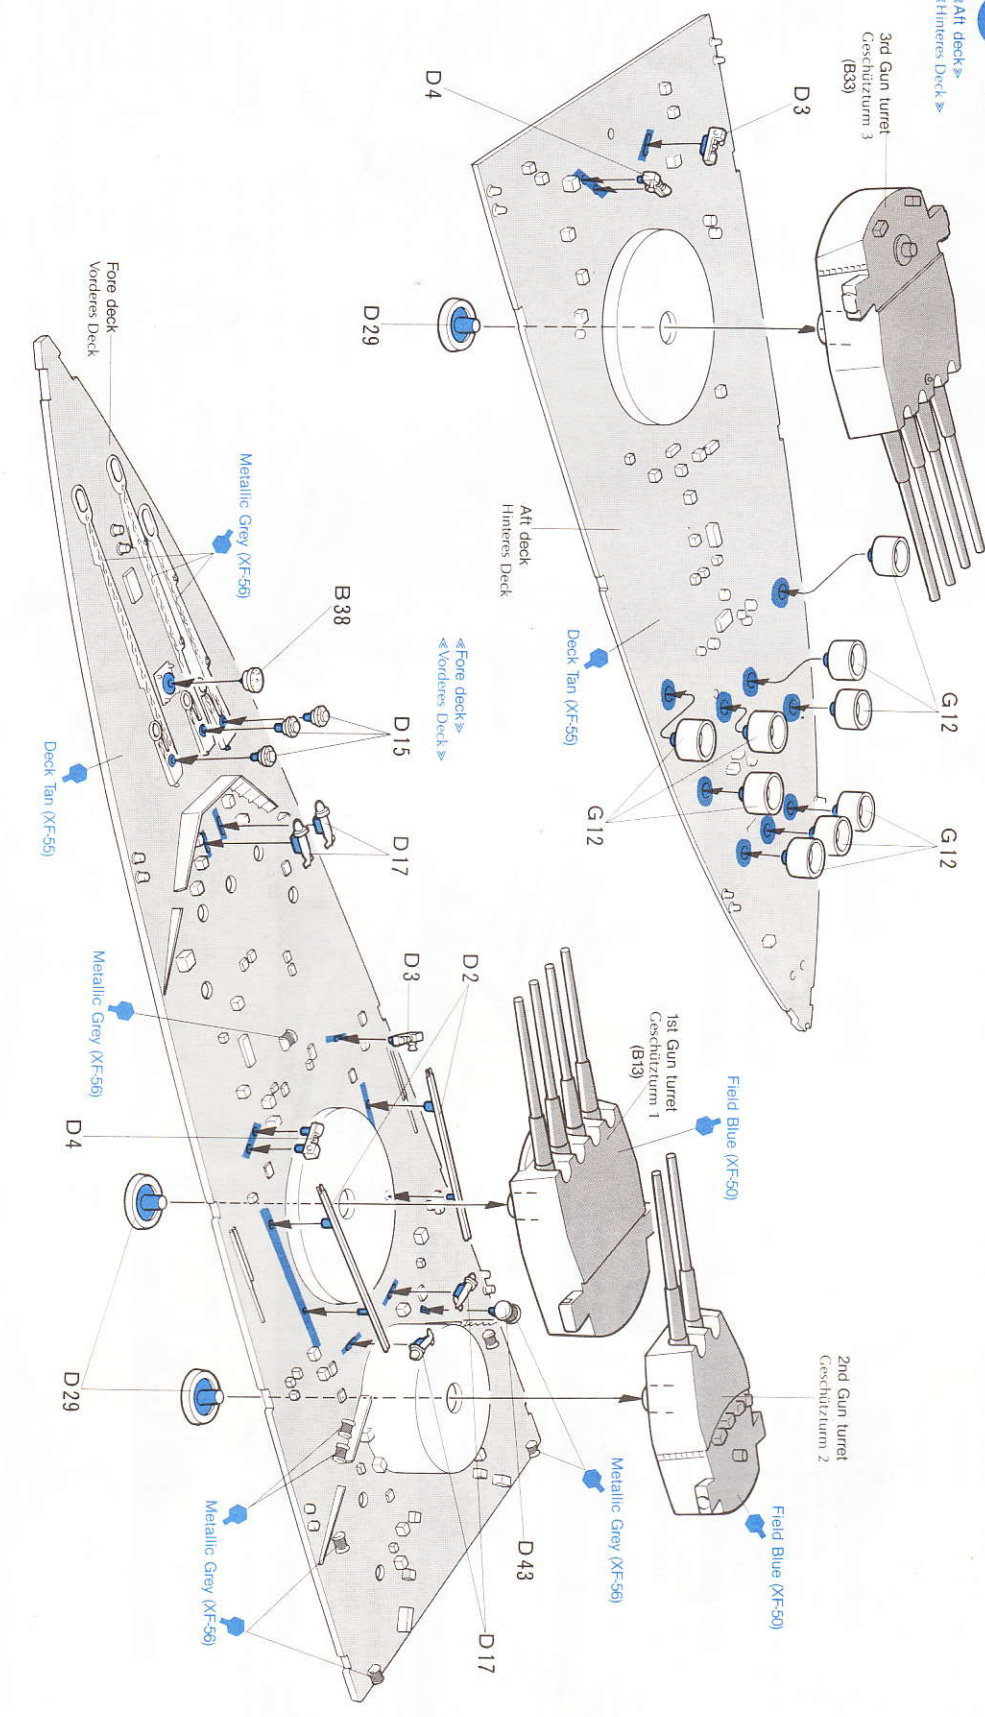 ≪Aft deck≫
≪Hinteres Deck≫
3rd Gun turret
Geschützturm 3
(B33)
D3
D4
D29
G12
G12
G12
Aft deck
Hinteres Deck
Deck Tan (XF-55)
≪Fore deck≫
≪Vorderes Deck≫
Fore deck
Vorderes Deck
Metallic Grey (XF-56)
B38
D15
D17
Deck Tan (XF-55)
Metallic Grey (XF-56)
D3
D2
D4
1st Gun turret
Geschützturm 1
(B13)
Field Blue (XF-50)
2nd Gun turret
Geschützturm 2
Field Blue (XF-50)
D29
Metallic Grey (XF-56)
D43
D17
Metallic Grey (XF-56)